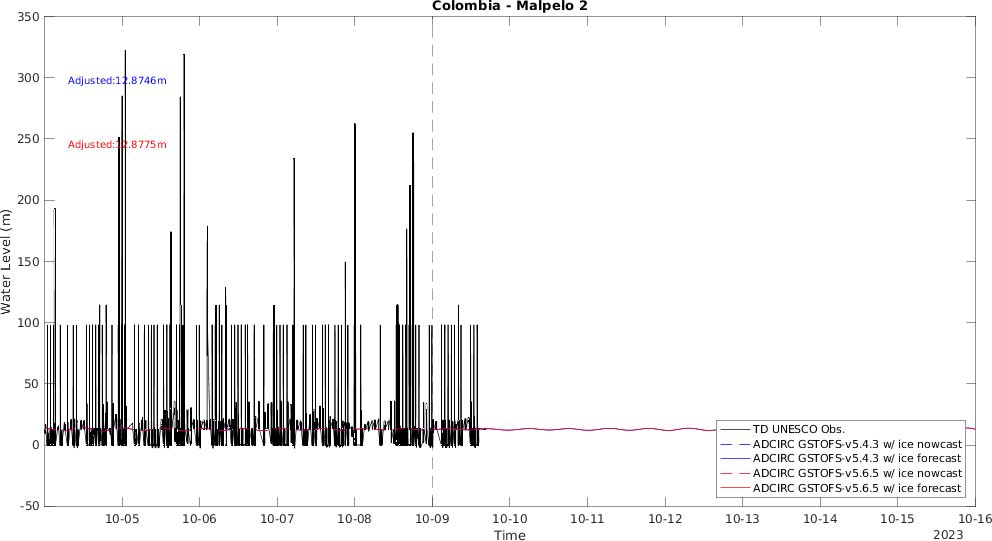 Colombia - Malpelo 2
350
300
250
200
150
100
50
0
-50
Water Level (m)
Adjusted:12.8746m
Adjusted:12.8775m
TD UNESCO Obs.
ADCIRC GSTOFS-v5.4.3 w/ ice nowcast
ADCIRC GSTOFS-v5.4.3 w/ ice forecast
ADCIRC GSTOFS-v5.6.5 w/ ice nowcast
ADCIRC GSTOFS-v5.6.5 w/ ice forecast
10-05 10-06 10-07 10-08 10-09 10-10 10-11 10-12 10-13 10-14 10-15 10-16
Time
2023